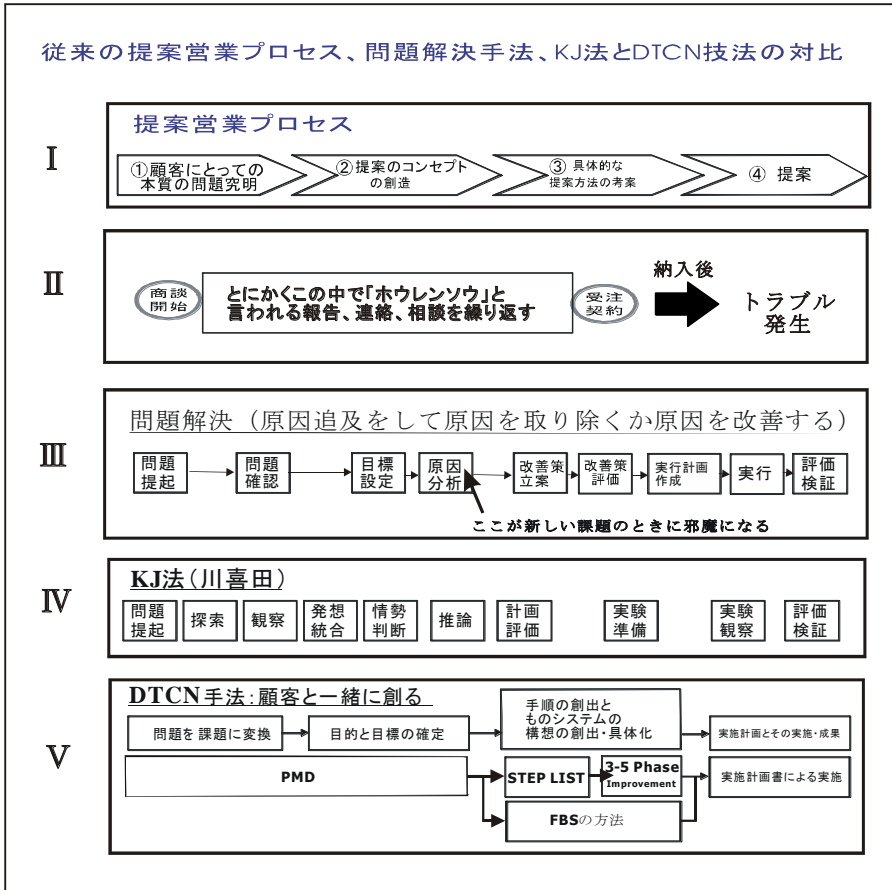 従来の提案営業プロセス、問題解決手法、KJ法とDTCN技法の対比
Ⅰ
提案営業プロセス
①顧客にとっての
本質の問題究明
②提案のコンセプト
の創造
③ 具体的な
提案方法の考案
④ 提案
Ⅱ
商談
開始
とにかくこの中で「ホウレンソウ」と
言われる報告、連絡、相談を繰り返す
受注
契約
納入後
トラブル
発生
Ⅲ
問題解決（原因追及をして原因を取り除くか原因を改善する）
問題
提起
問題
確認
目標
設定
原因
分析
改善策
立案
改善策
評価
実行計画
作成
実行
評価
検証
ここが新しい課題のときに邪魔になる
Ⅳ
KJ法(川喜田)
問題
提起
探索
観察
発想
統合
情勢
判断
推論
計画
評価
実験
準備
実験
観察
評価
検証
Ⅴ
DTCN手法:顧客と一緒に創る
問題を課題に変換
目的と目標の確定
手順の創出と
ものシステムの
構想の創出・具体化
実施計画とその実施・成果
PMD
STEP LIST
3-5 Phase
Improvement
実施計画書による実施
FBSの方法